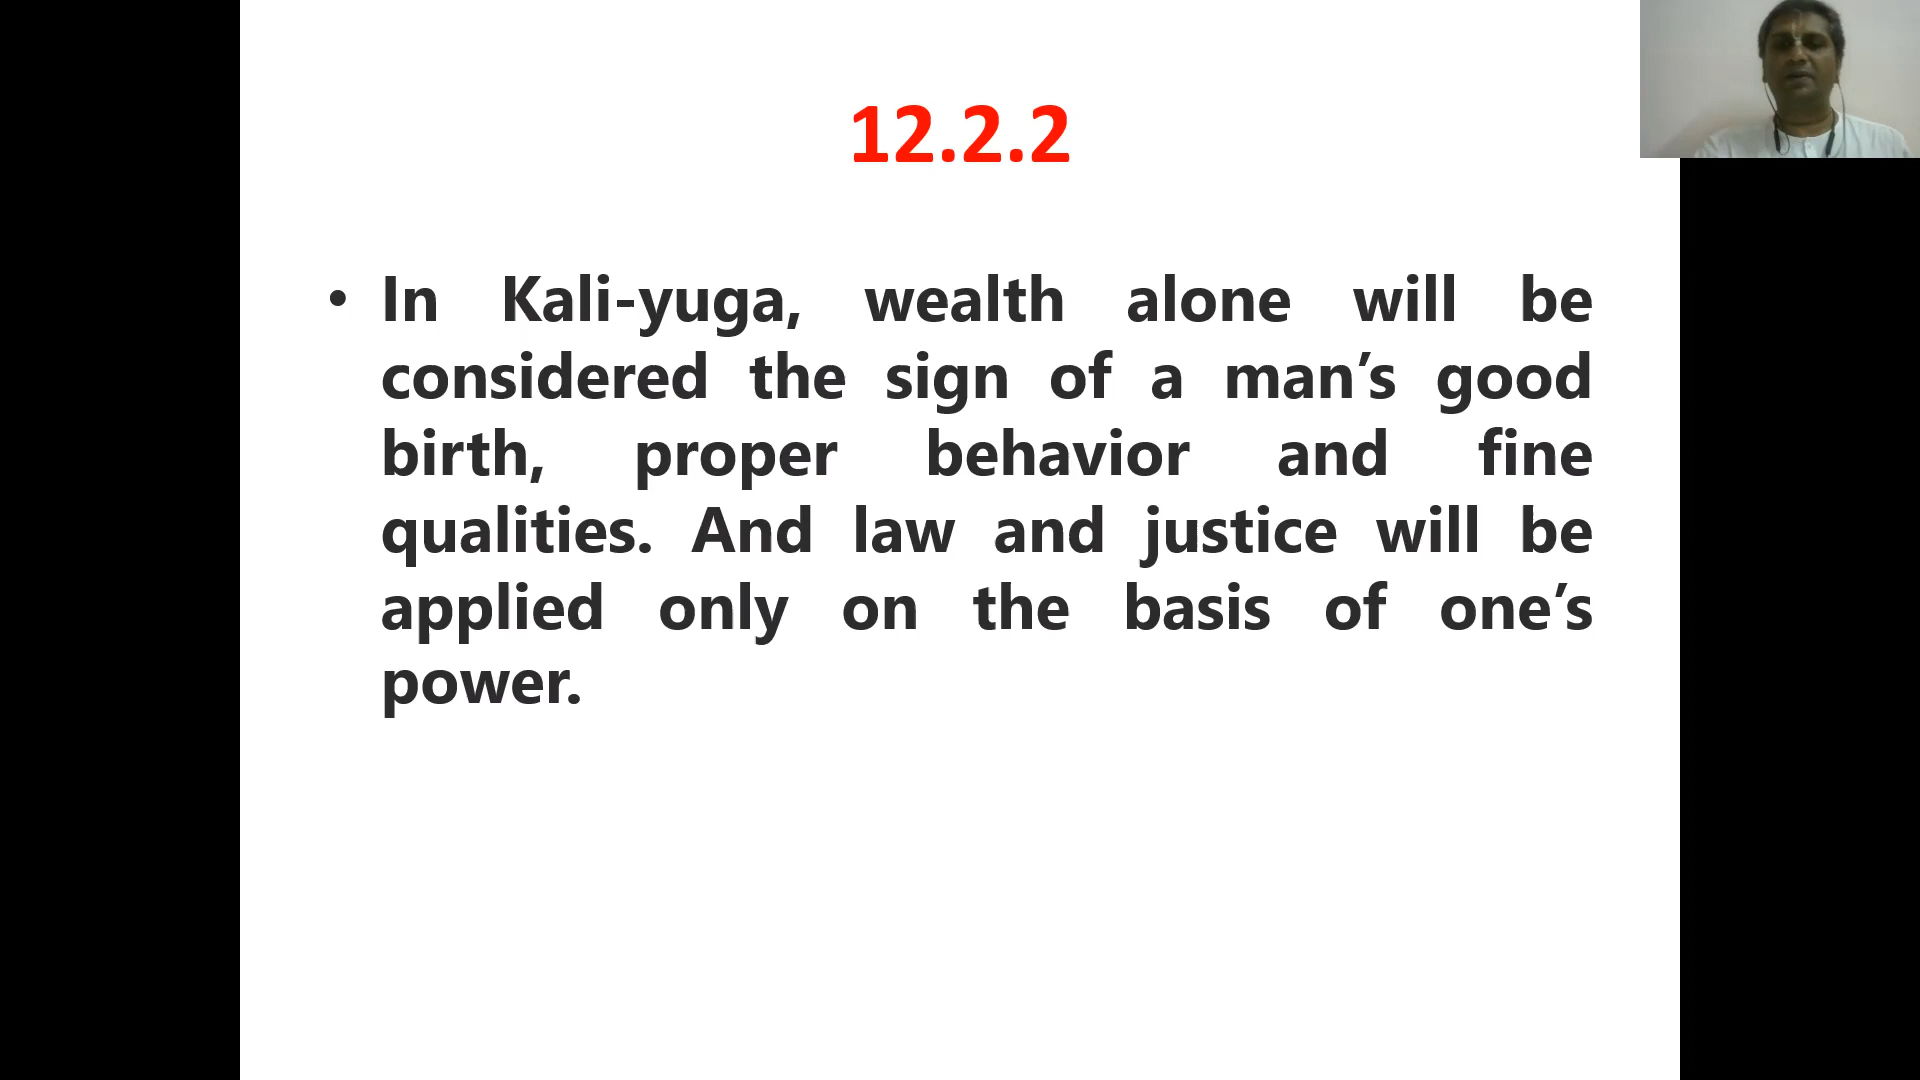 12.2.2
• In Kali-yuga, wealth alone will be
considered the sign of a man’s good
birth, proper behavior and fine
qualities. And law and justice will be
applied only on the basis of one’s
power.